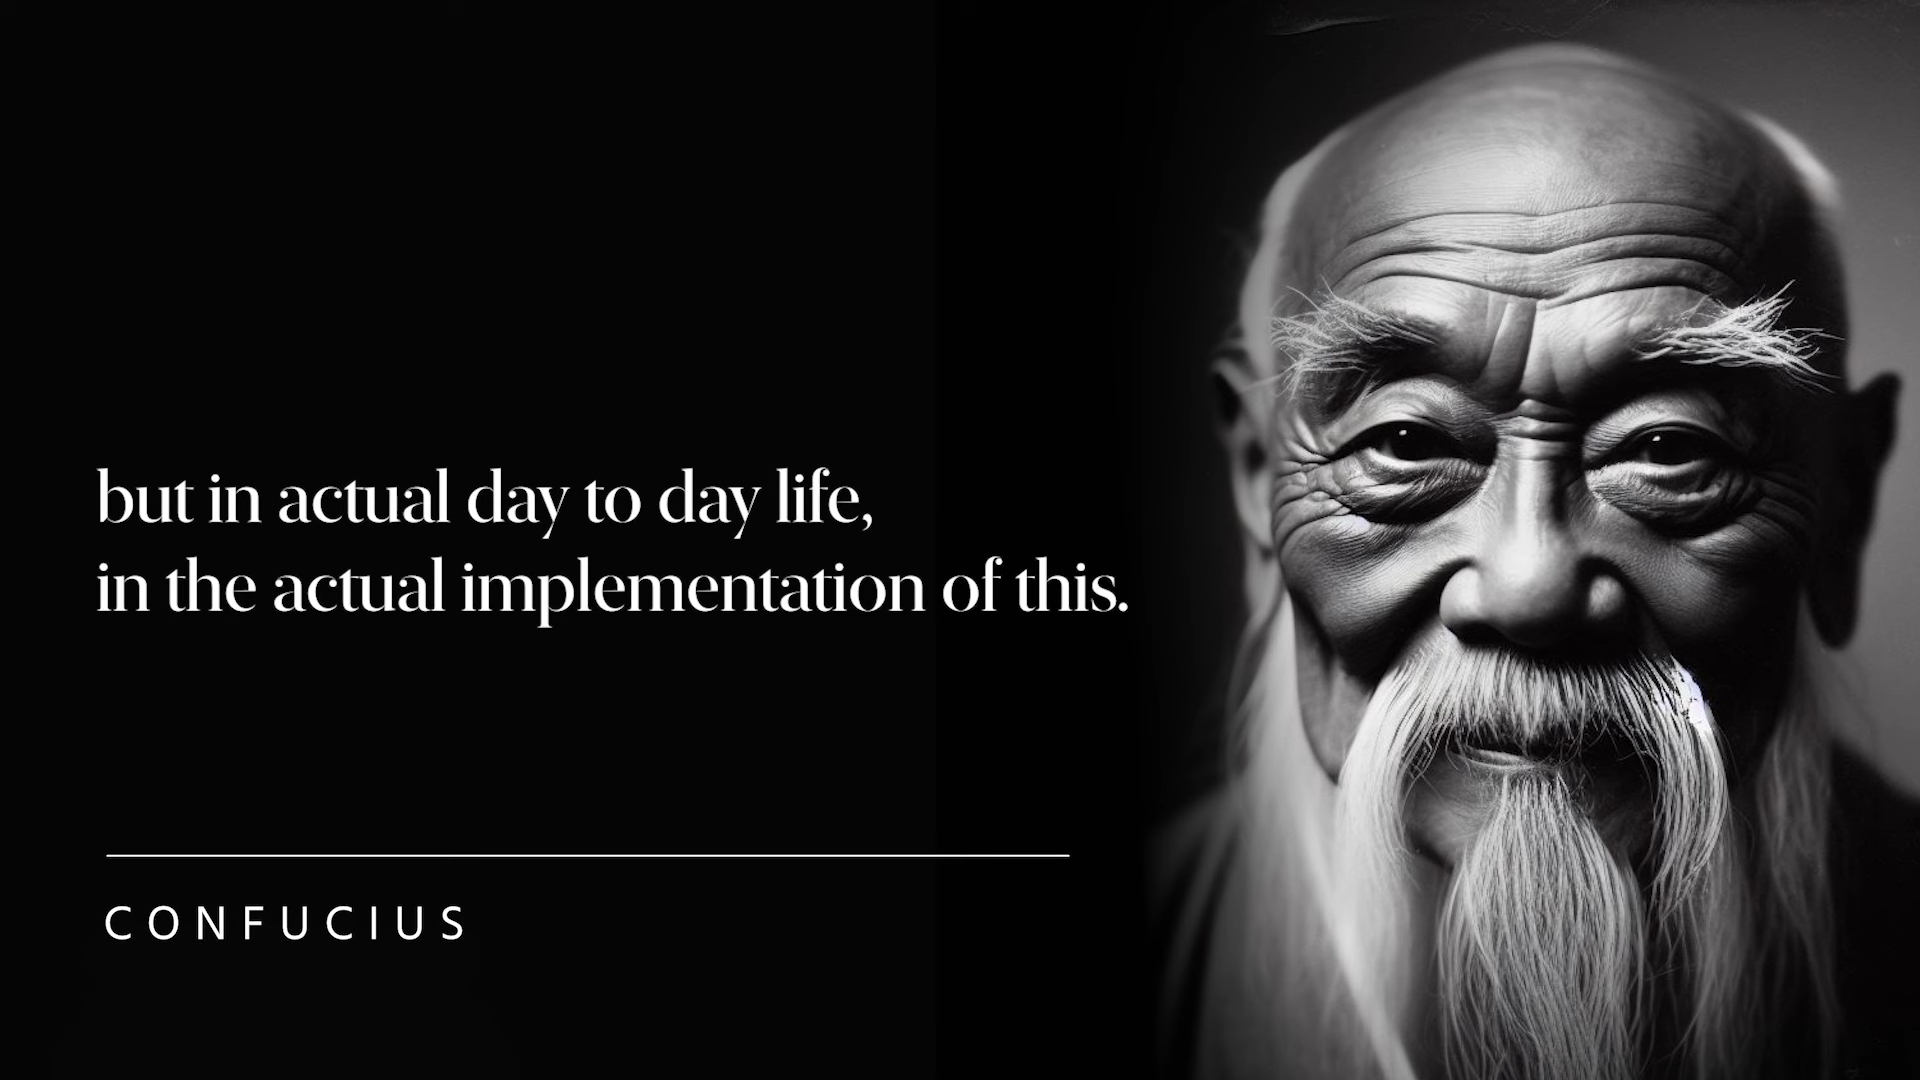 but in actual day to day life,
in the actual implementation of this.
CONFUCIUS